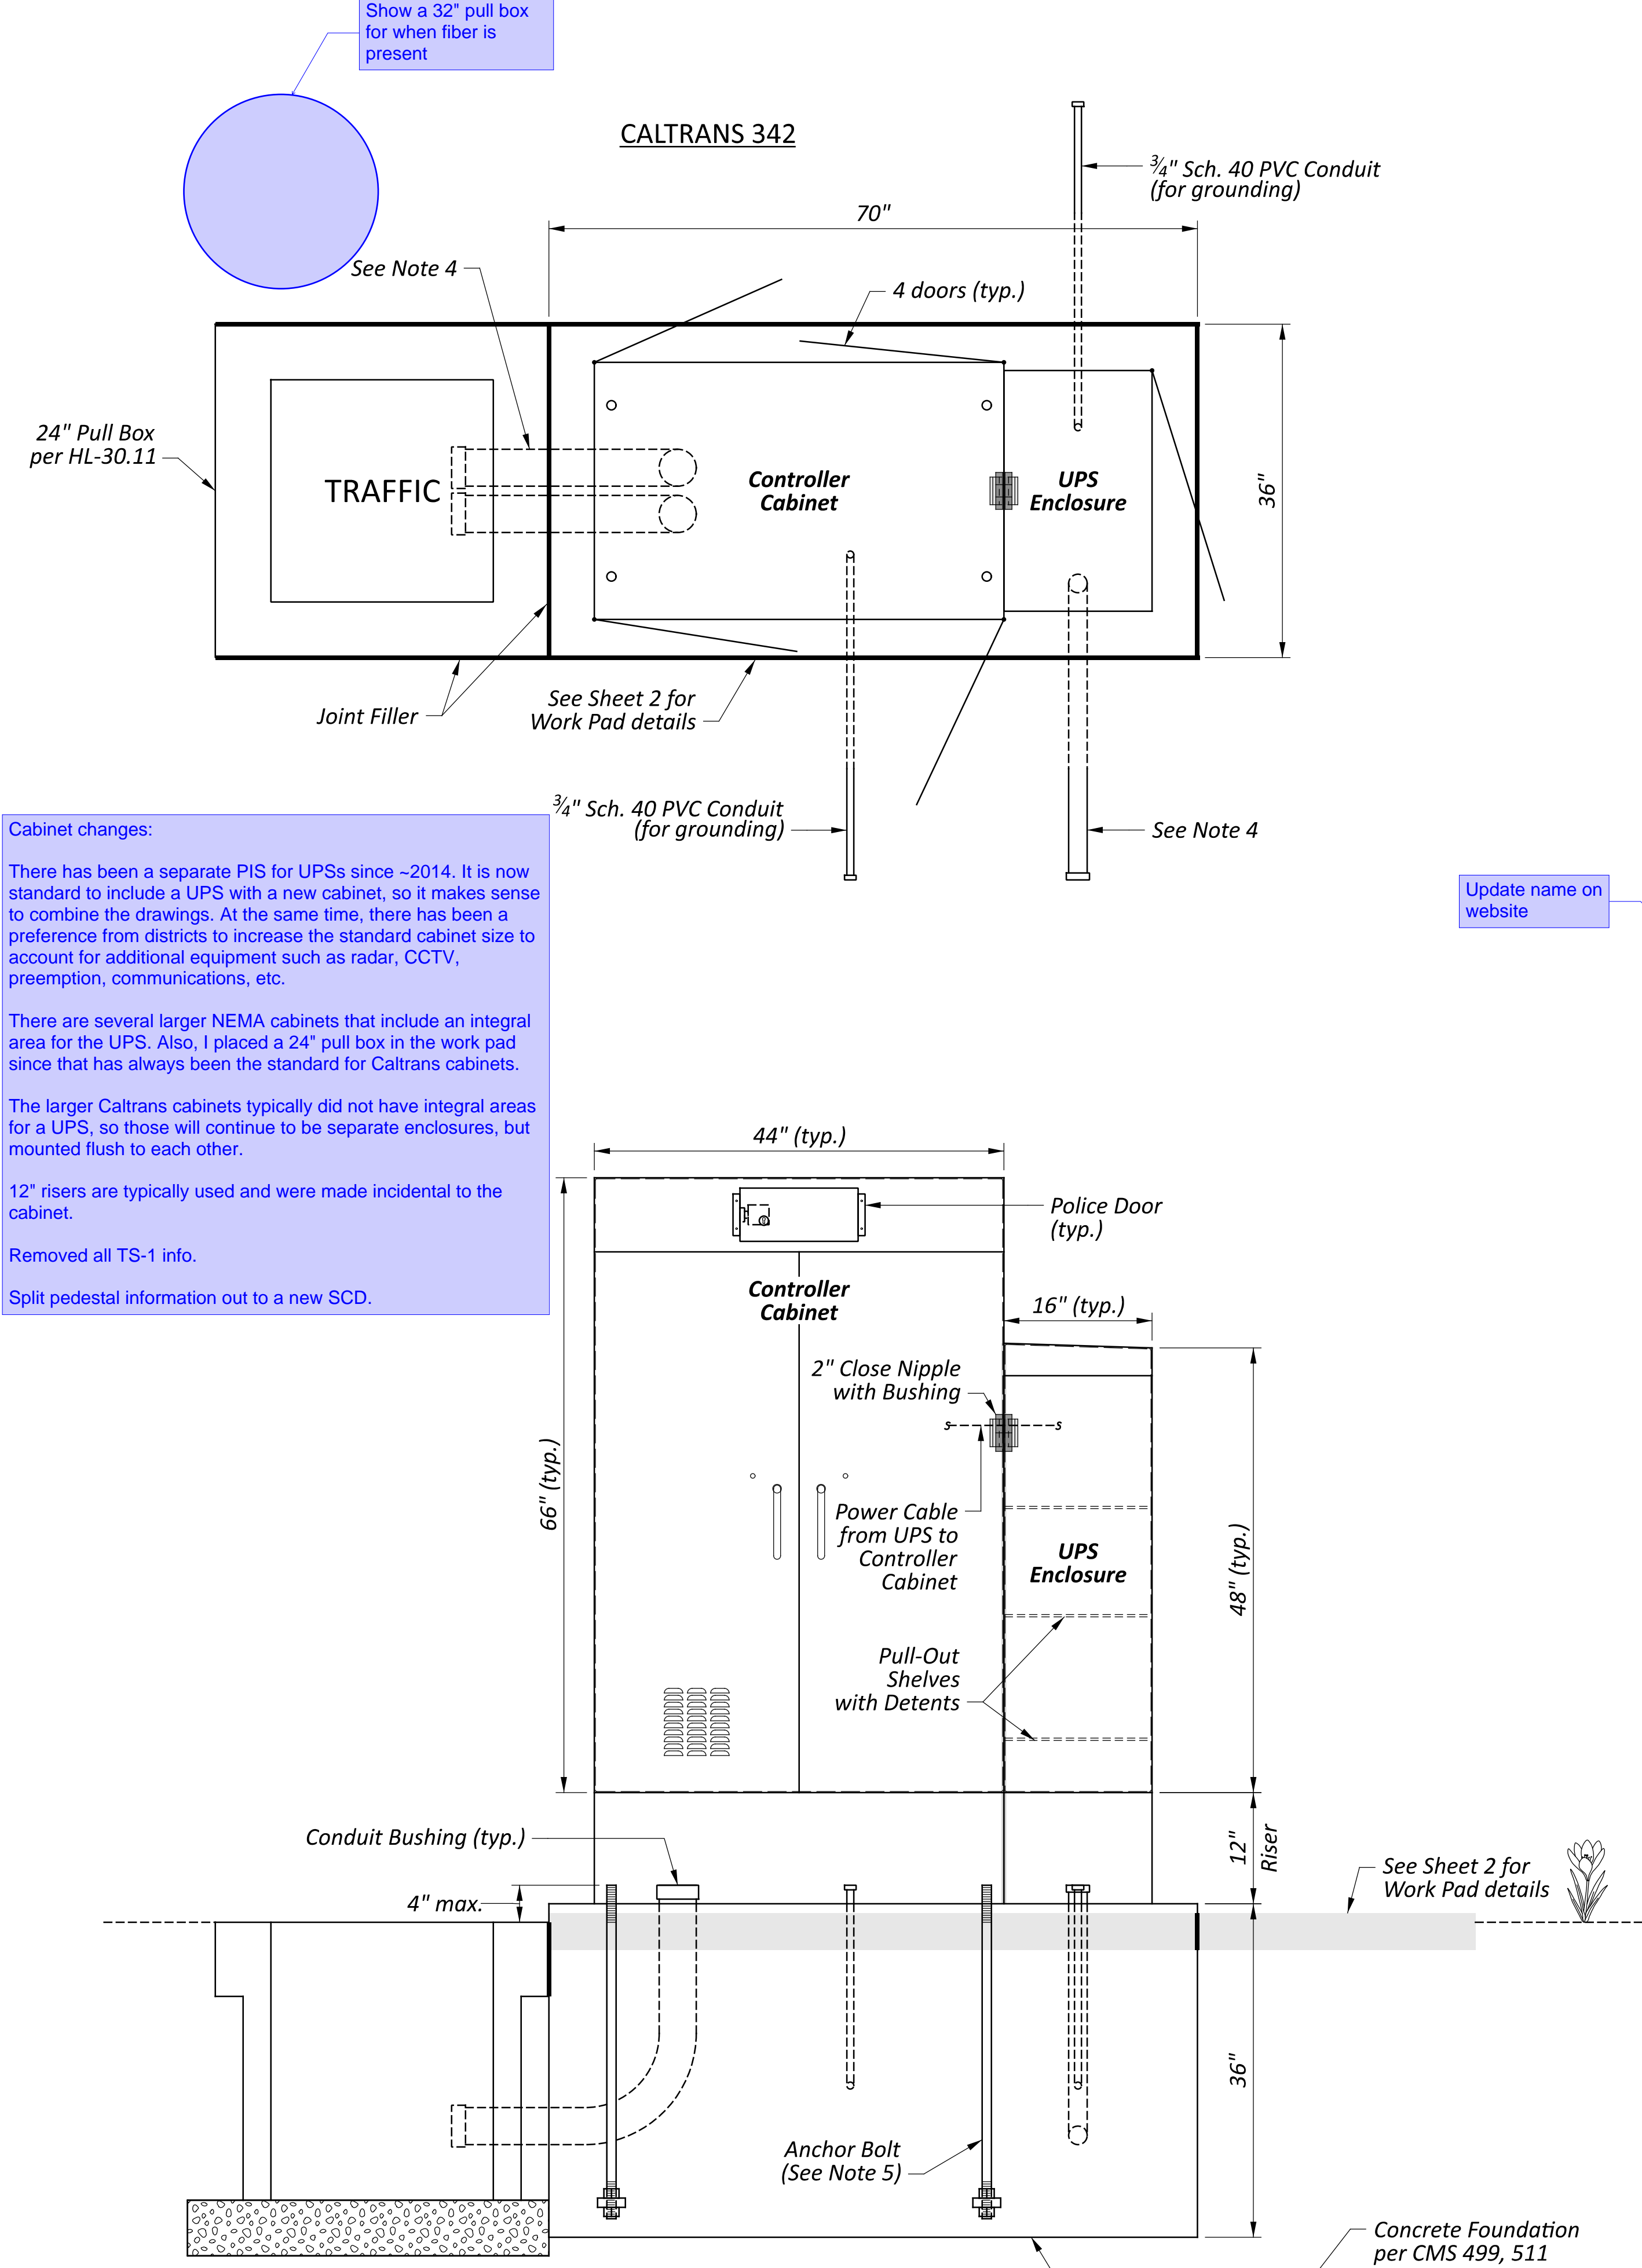 Show a 32" pull box
for when fiber is
present
CALTRANS 342
¾" Sch. 40 PVC Conduit
(for grounding)
70"
See Note 4
4 doors (typ.)
24" Pull Box
per HL-30.11
TRAFFIC
Controller
Cabinet
UPS
Enclosure
36"
Joint Filler
See Sheet 2 for
Work Pad details
¾" Sch. 40 PVC Conduit
(for grounding)
See Note 4
Cabinet changes:
There has been a separate PIS for UPSs since ~2014. It is now
standard to include a UPS with a new cabinet, so it makes sense
to combine the drawings. At the same time, there has been a
preference from districts to increase the standard cabinet size to
account for additional equipment such as radar, CCTV,
preemption, communications, etc.
There are several larger NEMA cabinets that include an integral
area for the UPS. Also, I placed a 24" pull box in the work pad
since that has always been the standard for Caltrans cabinets.
The larger Caltrans cabinets typically did not have integral areas
for a UPS, so those will continue to be separate enclosures, but
mounted flush to each other.
12" risers are typically used and were made incidental to the
cabinet.
Removed all TS-1 info.
Split pedestal information out to a new SCD.
Update name on
website
44" (typ.)
Police Door
(typ.)
Controller
Cabinet
16" (typ.)
2" Close Nipple
with Bushing
s
s
66" (typ.)
Power Cable
from UPS to
Controller
Cabinet
UPS
Enclosure
48" (typ.)
Pull-Out
Shelves
with Detents
Conduit Bushing (typ.)
12"
Riser
4" max.
See Sheet 2 for
Work Pad details
36"
Anchor Bolt
(See Note 5)
Concrete Foundation
per CMS 499, 511